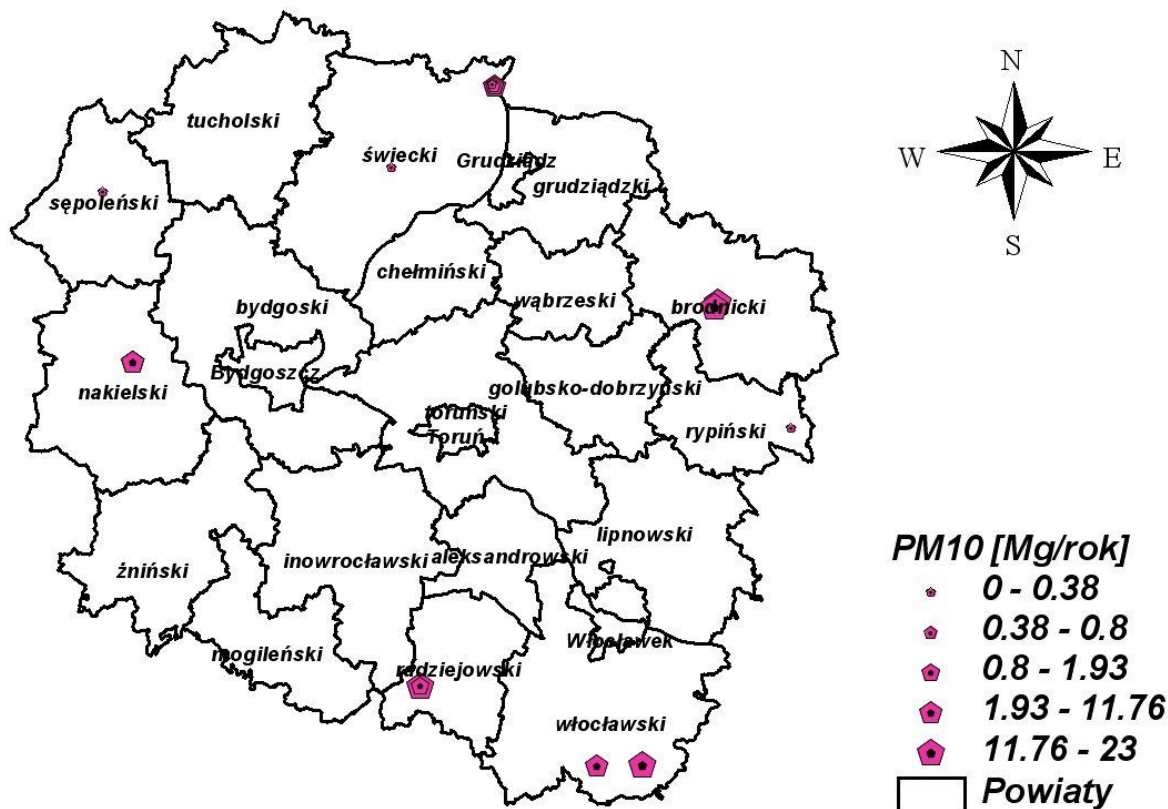 N
tucholski
świecki
W
E
Grudziądz
grudziądzki
sępoleński
S
chełmiński
bydgoski
wąbrzeski
brodnicki
Bydgoszcz
nakielski
golubsko-dobrzyński
toruński
Toruń
rypiński
lipnowski
PM10 [Mg/rok]
inowrocławski
aleksandrowski
żniński
0 - 0.38
0.38 - 0.8
Włocławek
mogileński
radziejowski
0.8 - 1.93
1.93 - 11.76
włocławski
11.76 - 23
Powiaty